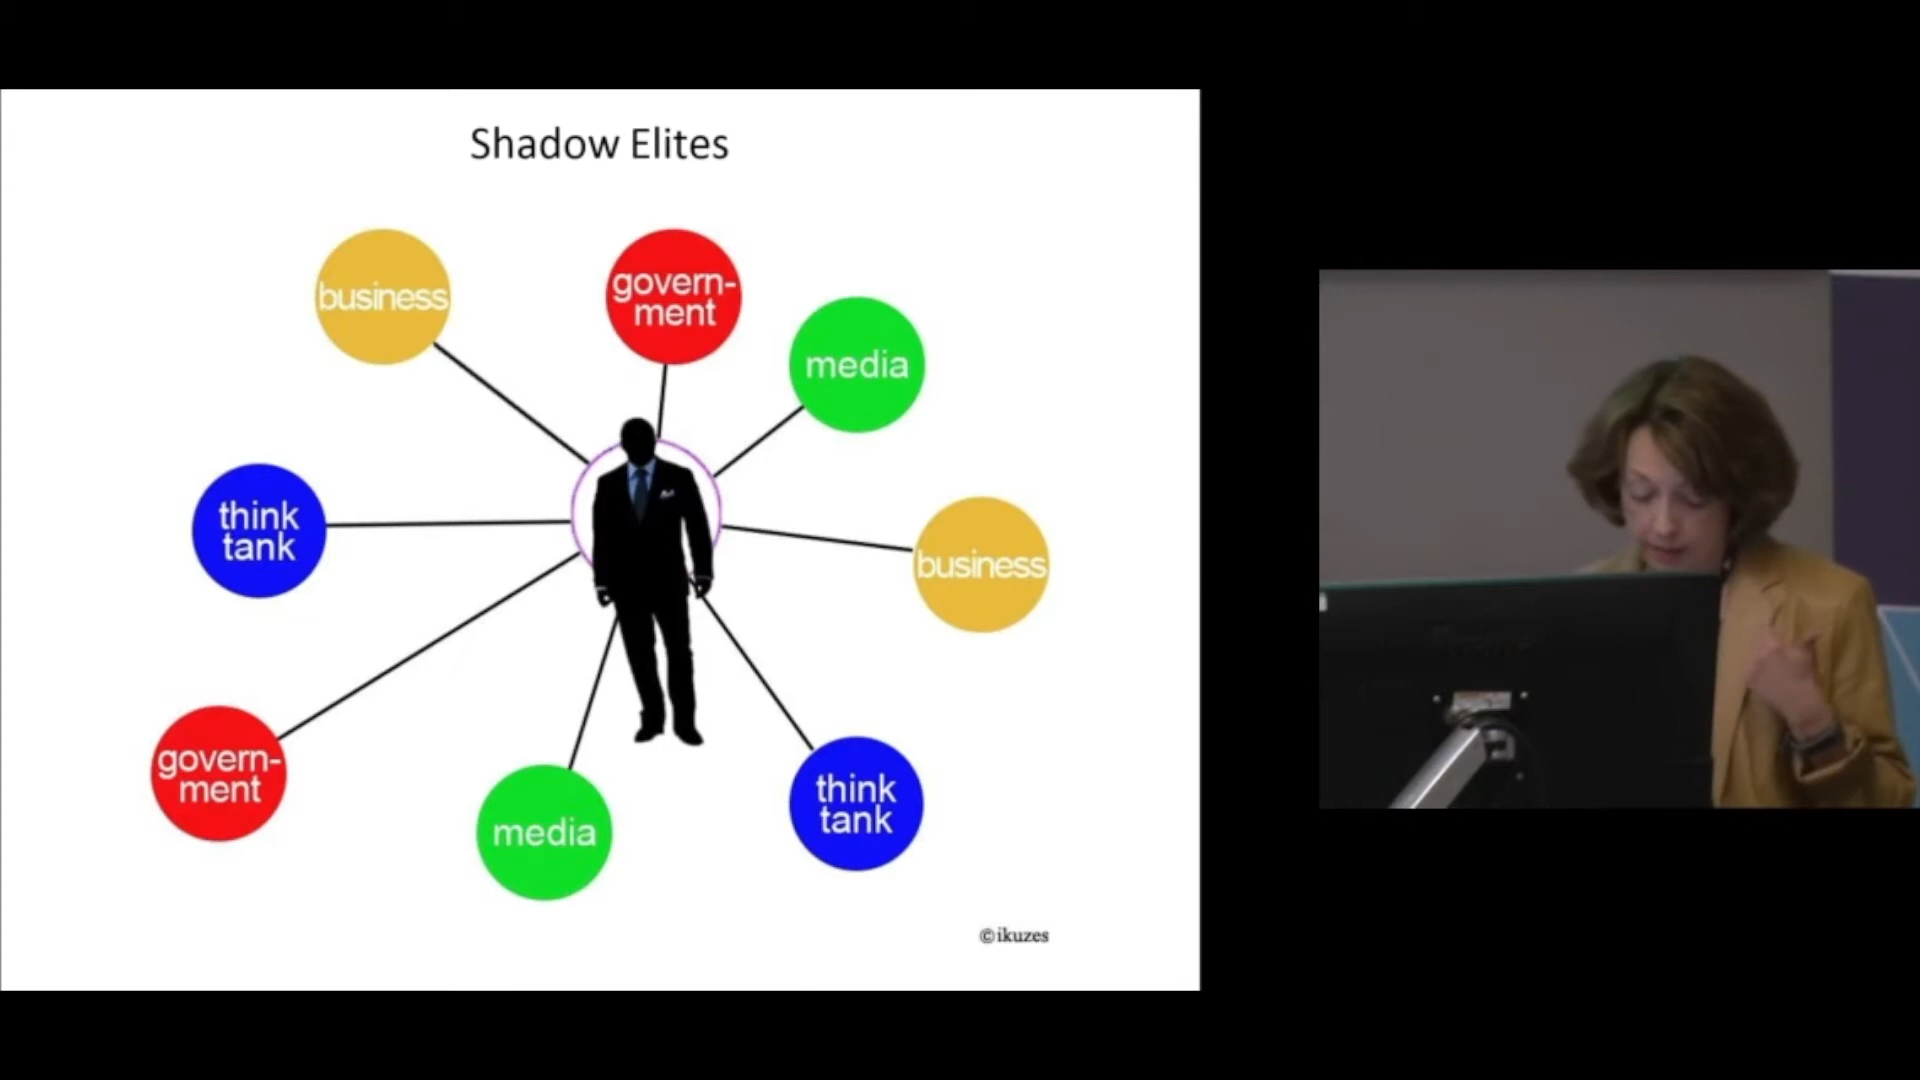 Shadow Elites
business
govern-
ment
media
think
tank
business
govern-
ment
media
think
tank
©ikuzes